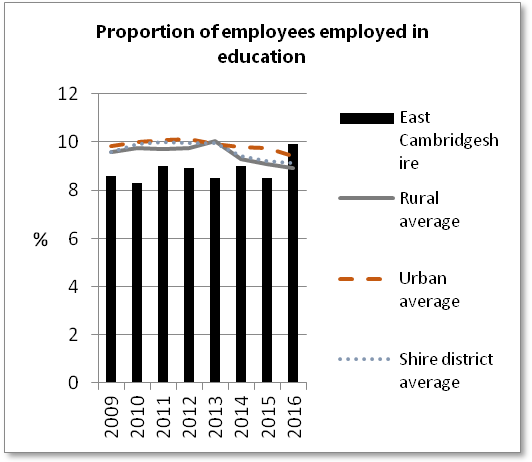 Proportion of employees employed in
education
12
10
8
6
4
2
0
%
2009
2010
2011
2012
2013
2014
2015
2016
East
Cambridgesh
ire
Rural
average
Urban
average
Shire district
average